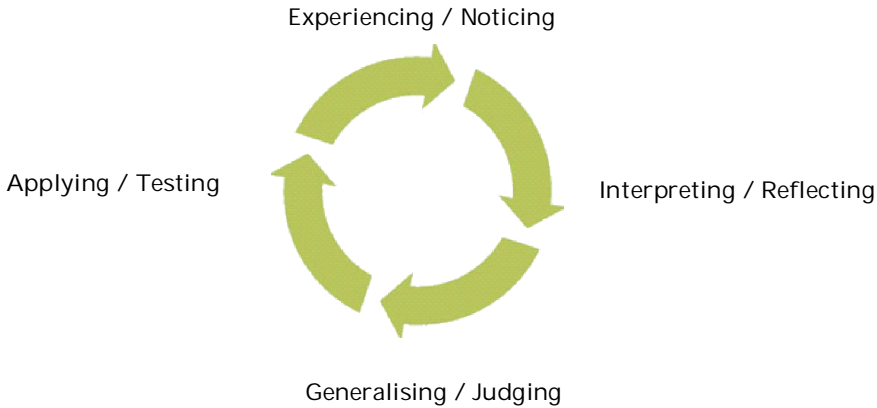 Experiencing / Noticing
Applying / Testing
Interpreting / Reflecting
Generalising / Judging